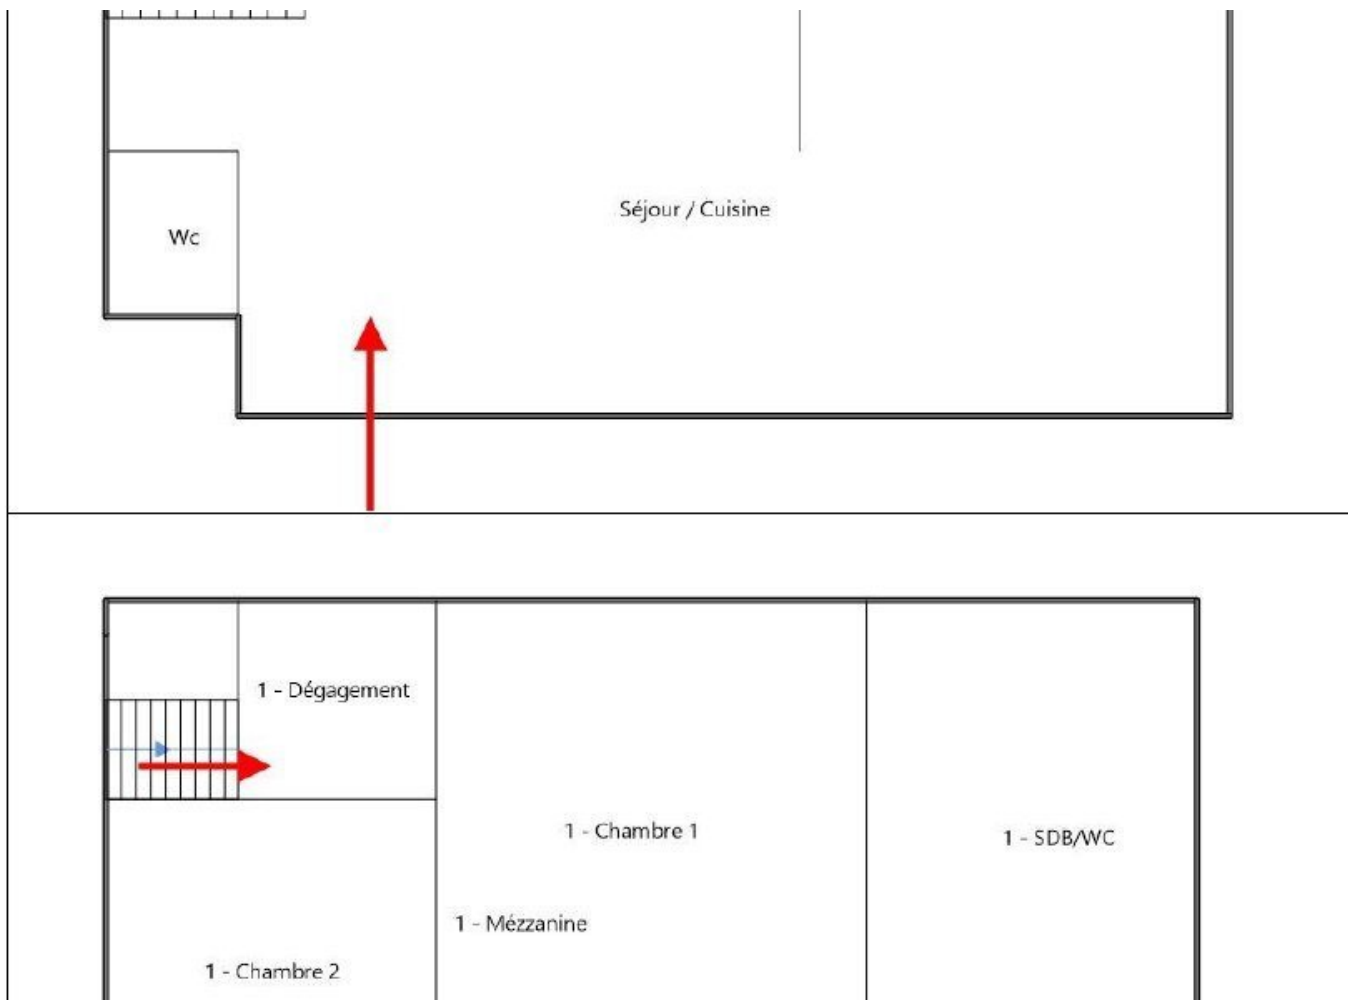 Séjour / Cuisine
Wc
1 - Dégagement
1 - Chambre 1
1 - SDB/WC
1 - Mézzanine
1 - Chambre 2